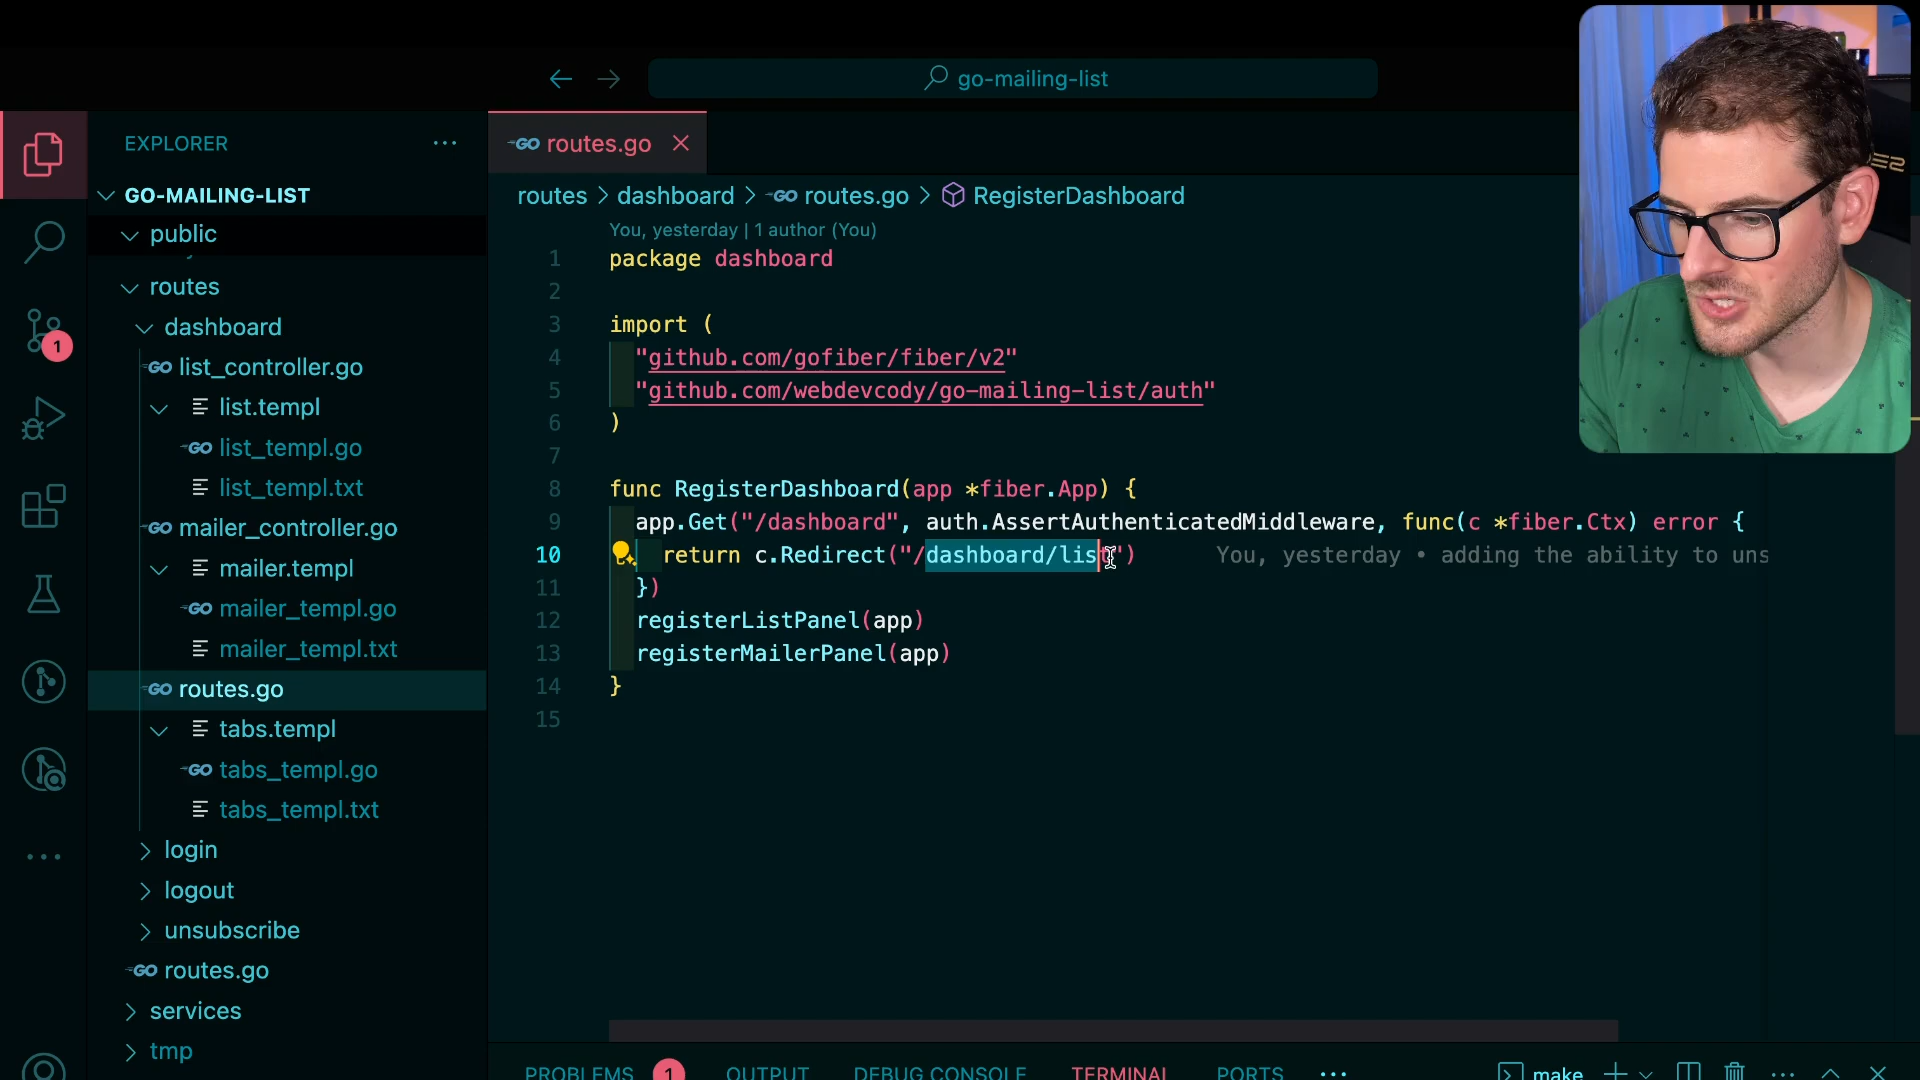 go-mailing-list
EXPLORER
routes.go
GO-MAILING-LIST
public
routes
dashboard
list_controller.go
list.templ
list_templ.go
list_templ.txt
mailer_controller.go
mailer.templ
mailer_templ.go
mailer_templ.txt
routes.go
tabs.templ
tabs_templ.go
tabs_templ.txt
login
logout
unsubscribe
routes.go
services
tmp
1
routes > dashboard > GO routes.go > RegisterDashboard
You, yesterday | 1 author (You)
1 package dashboard
2
3 import (
4 "github.com/gofiber/fiber/v2"
5 "github.com/webdevcody/go-mailing-list/auth"
6 )
7
8 func RegisterDashboard(app *fiber.App) {
9 app.Get("/dashboard", auth.AssertAuthenticatedMiddleware, func(c *fiber.Ctx) error {
10 return c.Redirect("/dashboard/list") You, yesterday • adding the ability to uns
11 })
12 registerListPanel(app)
13 registerMailerPanel(app)
14 }
15
PROBLEMS 1 OUTPUT DEBUG CONSOLE TERMINAL PORTS make